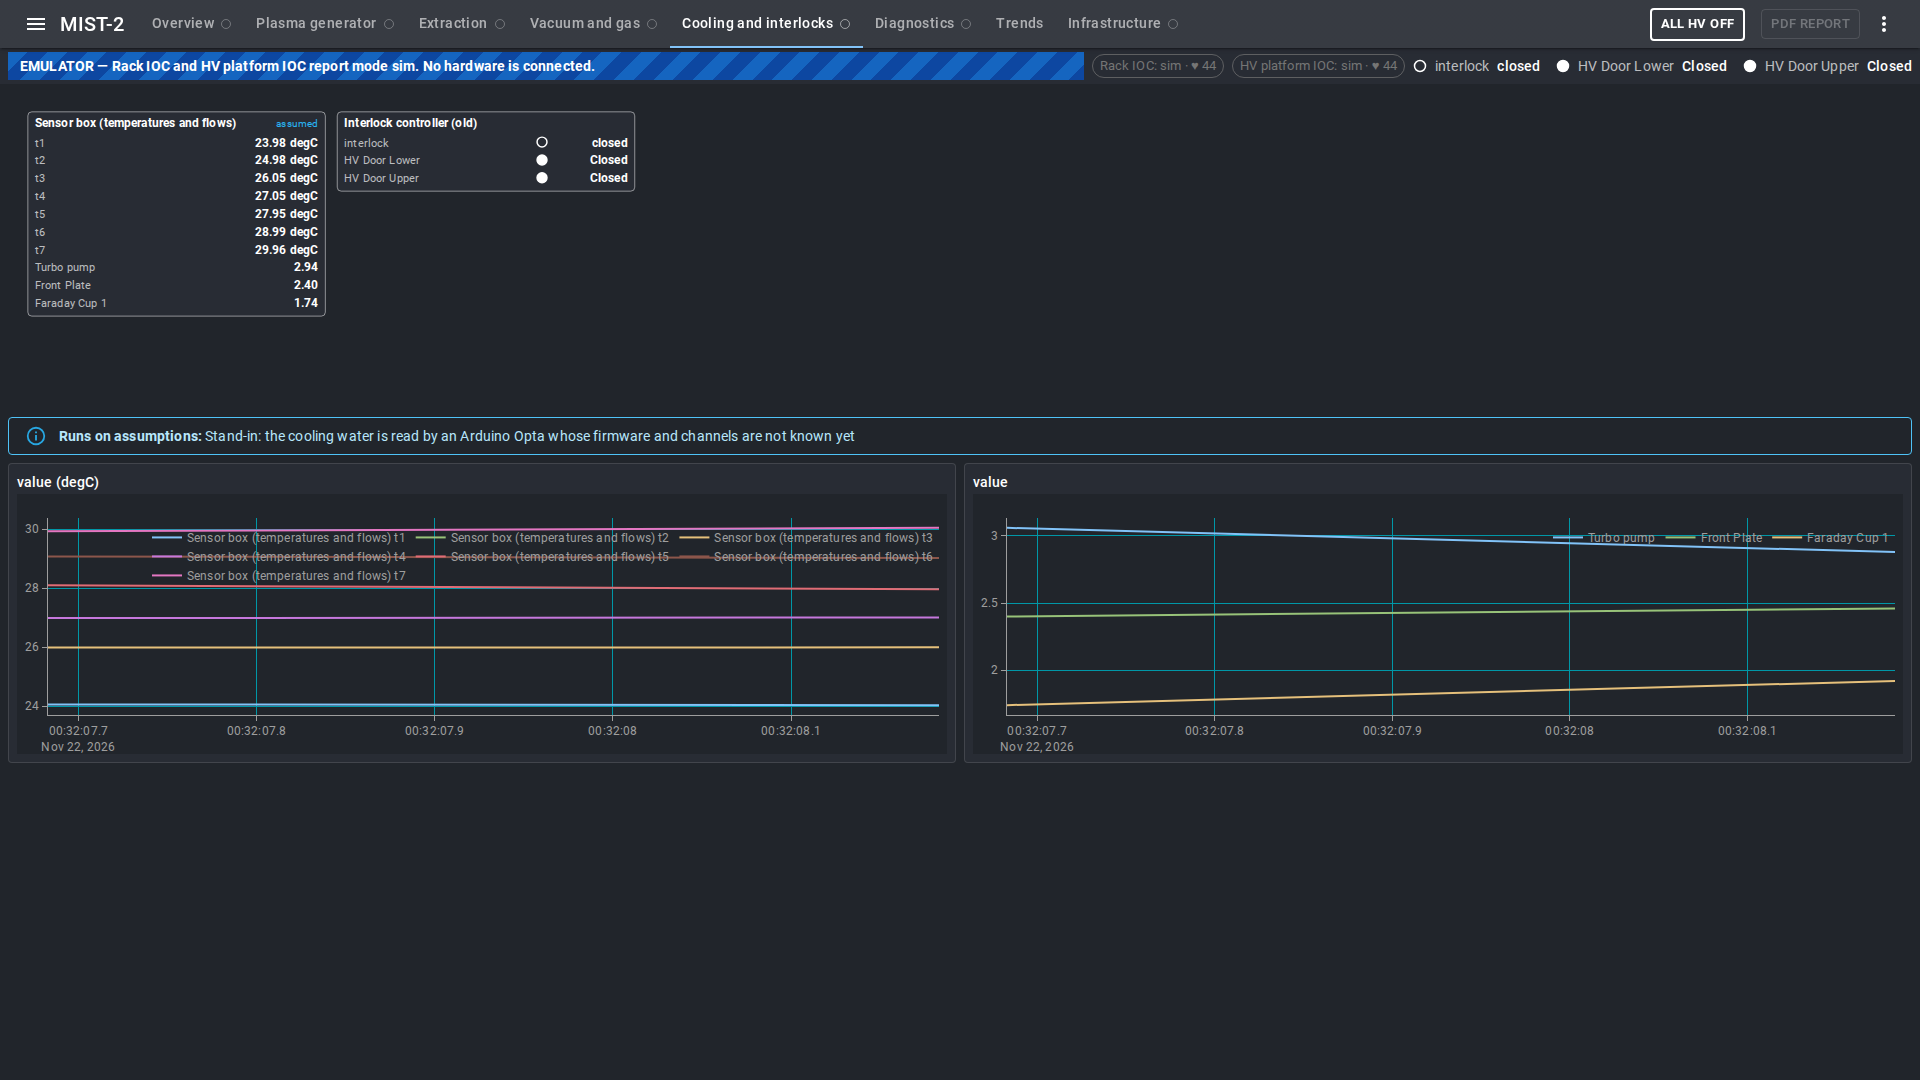 MIST-2 Overview Plasma generator Extraction Vacuum and gas Cooling and interlocks Diagnostics Trends Infrastructure ALL HV OFF PDF REPORT
EMULATOR — Rack IOC and HV platform IOC report mode sim. No hardware is connected. Rack IOC: sim · ♥ 44 HV platform IOC: sim · ♥ 44 interlock closed HV Door Lower Closed HV Door Upper Closed
Sensor box (temperatures and flows) assumed
t1 23.98 degC
t2 24.98 degC
t3 26.05 degC
t4 27.05 degC
t5 27.95 degC
t6 28.99 degC
t7 29.96 degC
Turbo pump 2.94
Front Plate 2.40
Faraday Cup 1 1.74
Interlock controller (old)
interlock closed
HV Door Lower Closed
HV Door Upper Closed
Runs on assumptions: Stand-in: the cooling water is read by an Arduino Opta whose firmware and channels are not known yet
value (degC)
30
28
26
24
Sensor box (temperatures and flows) t1 Sensor box (temperatures and flows) t2 Sensor box (temperatures and flows) t3
Sensor box (temperatures and flows) t4 Sensor box (temperatures and flows) t5 Sensor box (temperatures and flows) t6
Sensor box (temperatures and flows) t7
00:32:07.7 00:32:07.8 00:32:07.9 00:32:08 00:32:08.1
Nov 22, 2026
value
3
2.5
2
Turbo pump Front Plate Faraday Cup 1
00:32:07.7 00:32:07.8 00:32:07.9 00:32:08 00:32:08.1
Nov 22, 2026